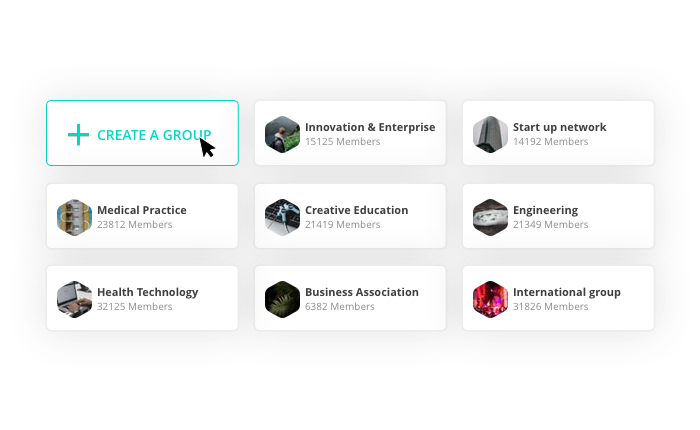 CREATE A GROUP
Innovation & Enterprise
15125 Members
Start up network
14192 Members
Medical Practice
23812 Members
Creative Education
21419 Members
Engineering
21349 Members
Health Technology
32125 Members
Business Association
6382 Members
International group
31826 Members